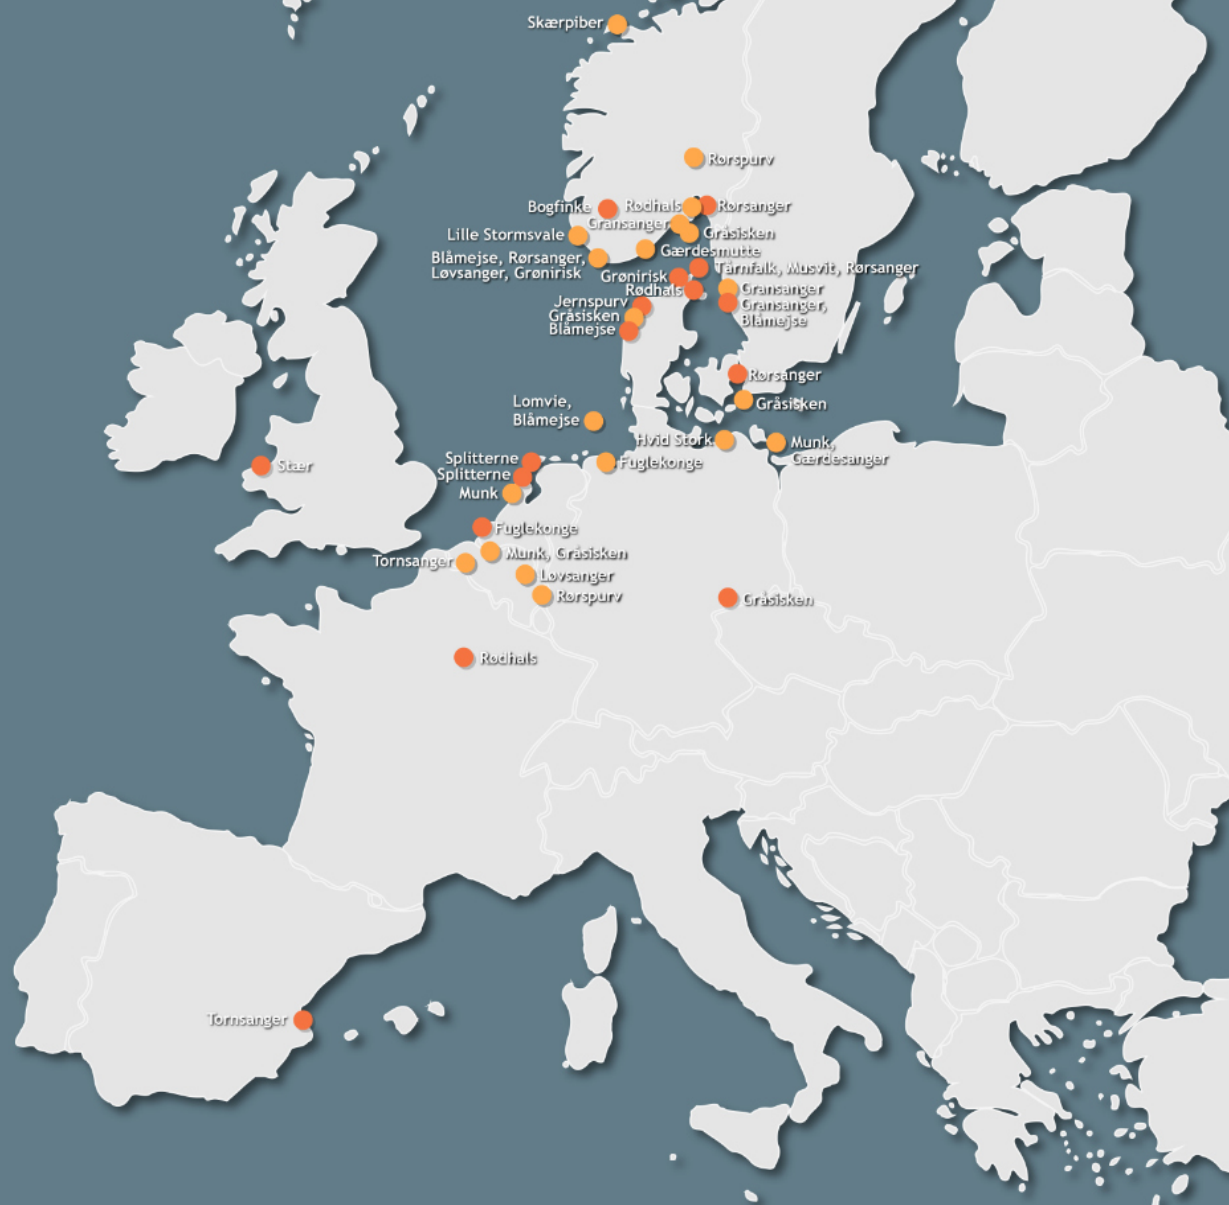 Skærpiber
Rørspurv
Bogfinke
Rødhals
Rørsanger
Gransanger
Gråsisken
Lille Stormsvale
Gærdesmutte
Blåmejse, Rørsanger,
Løvsanger, Grønirisk
Tårnfalk, Musvit, Rørsanger
Grønirisk
Rødhals
Gransanger
Jernspurv
Gransanger,
Blåmejse
Gråsisken
Blåmejse
Rørsanger
Lomvie,
Blåmejse
Gråsisken
Hvid Stork
Munk,
Gærdesanger
Splitterne
Fuglekonge
Stær
Splitterne
Munk
Fuglekonge
Munk, Gråsisken
Tornsanger
Løvsanger
Rørspurv
Gråsisken
Rødhals
Tornsanger